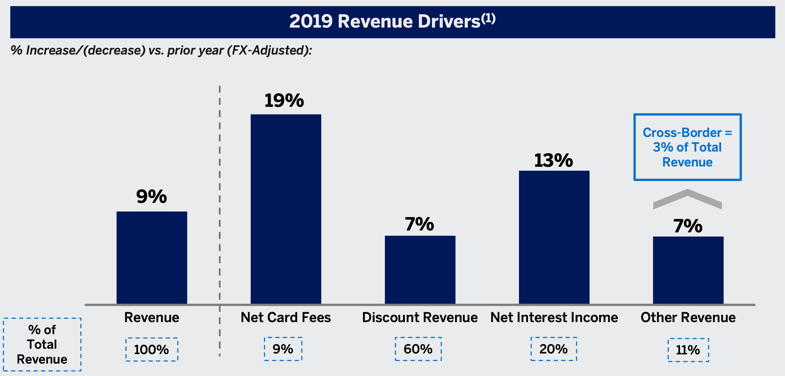 2019 Revenue Drivers(1)
% Increase/(decrease) vs. prior year (FX-Adjusted):
19%
Cross-Border =
3% of Total
Revenue
13%
9%
7%
7%
Revenue
Net Card Fees
Discount Revenue
Net Interest Income
Other Revenue
% of
Total
Revenue
100%
9%
60%
20%
11%